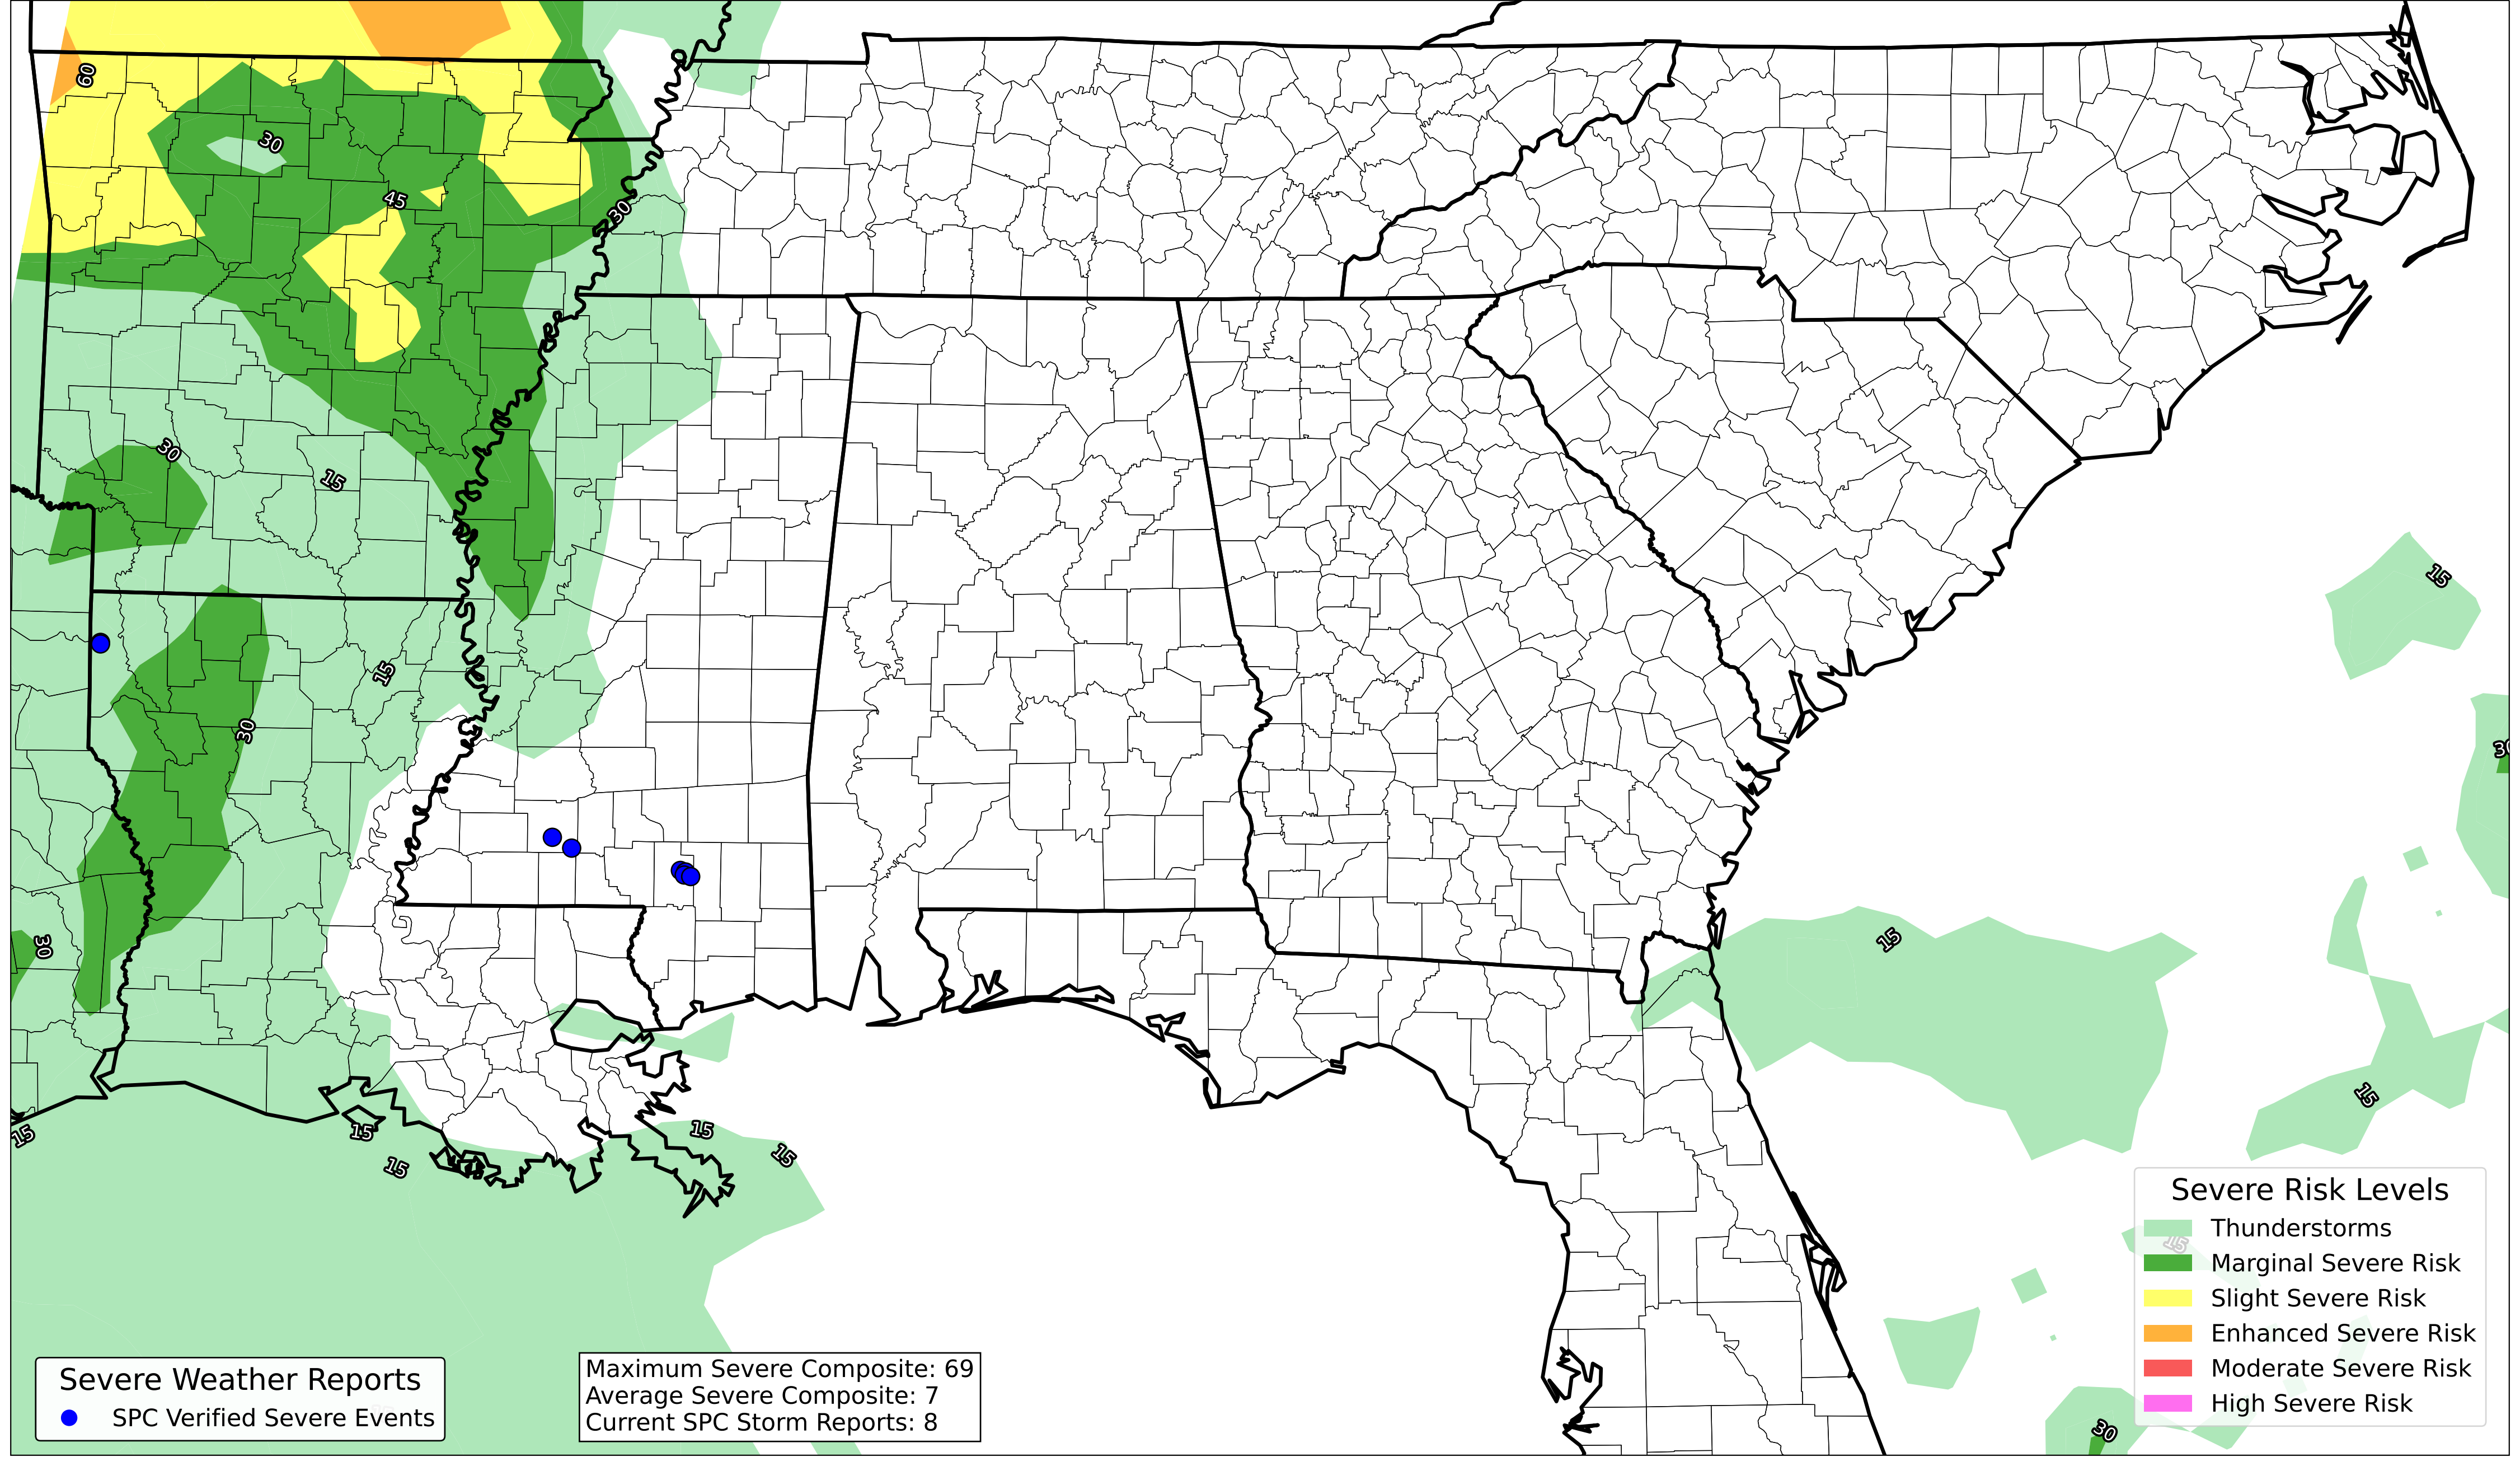 60
30
45
30
30
15
15
15
30
30
30
15
15
15
15
15
15
15
15
Severe Risk Levels
Thunderstorms
Marginal Severe Risk
Slight Severe Risk
Enhanced Severe Risk
Moderate Severe Risk
High Severe Risk
Severe Weather Reports
SPC Verified Severe Events
Maximum Severe Composite: 69
Average Severe Composite: 7
Current SPC Storm Reports: 8
30